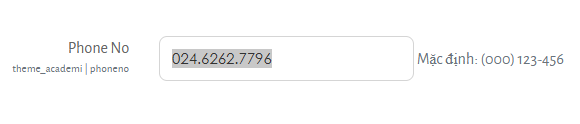 Phone No
theme_academi | phoneno
024.6262.7796
Mặc định: (000) 123-456